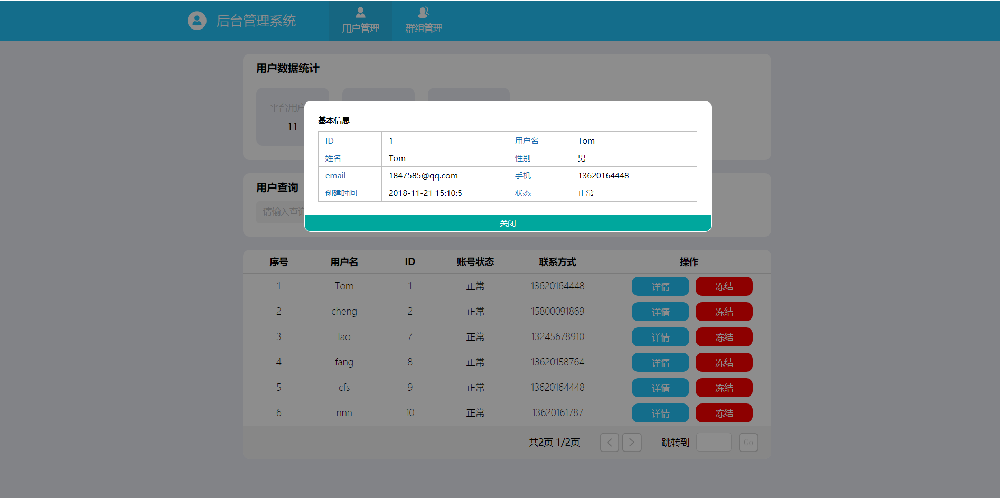 后台管理系统
用户管理
群组管理
用户数据统计
平台用户
11
基本信息
ID 1 用户名 Tom
姓名 Tom 性别 男
email 1847585@qq.com 手机 13620164448
创建时间 2018-11-21 15:10:5 状态 正常
关闭
用户查询
请输入查询
序号 用户名 ID 账号状态 联系方式 操作
1 Tom 1 正常 13620164448 详情 冻结
2 cheng 2 正常 15800091869 详情 冻结
3 lao 7 正常 13245678910 详情 冻结
4 fang 8 正常 13620158764 详情 冻结
5 cfs 9 正常 13620164448 详情 冻结
6 nnn 10 正常 13620161787 详情 冻结
共2页 1/2页 < > 跳转到 Go